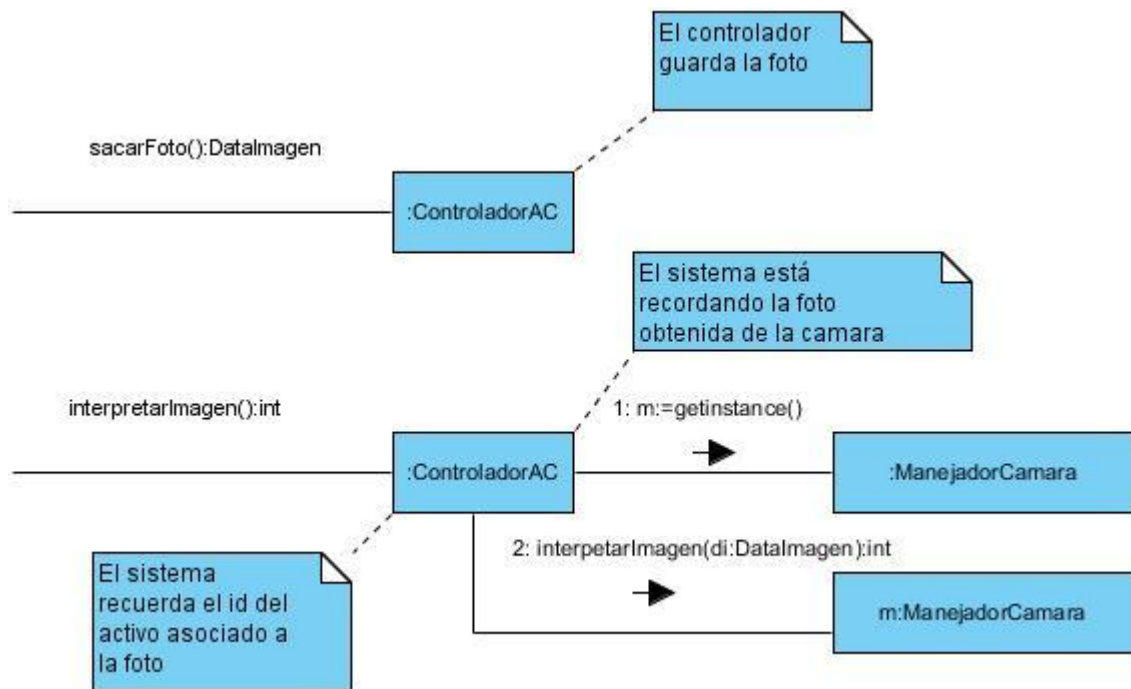 El controlador
guarda la foto
sacarFoto():DataImagen
:ControladorAC
El sistema está
recordando la foto
obtenida de la camara
interpretarImagen():int
1: m:=getinstance()
:ControladorAC
:ManejadorCamara
2: interpetarImagen(di:DataImagen):int
El sistema
recuerda el id del
activo asociado a
la foto
m:ManejadorCamara